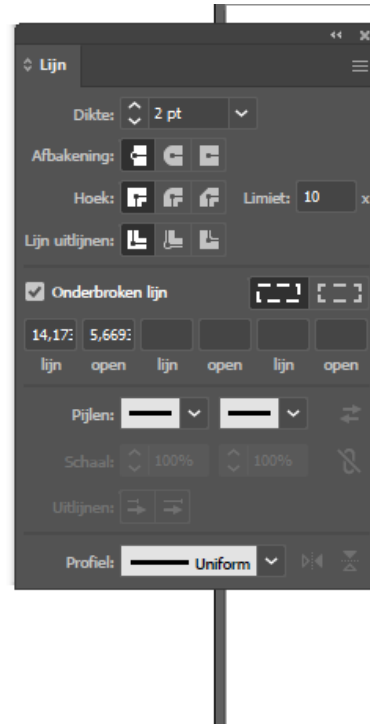 Lijn
Dikte: 2 pt
Afbakening:
Hoek: Limiet: 10 x
Lijn uitlijnen:
Onderbroken lijn
14,173 5,6693
lijn open lijn open lijn open
Pijlen:
Schaal: 100% 100%
Uitlijnen:
Profiel: Uniform